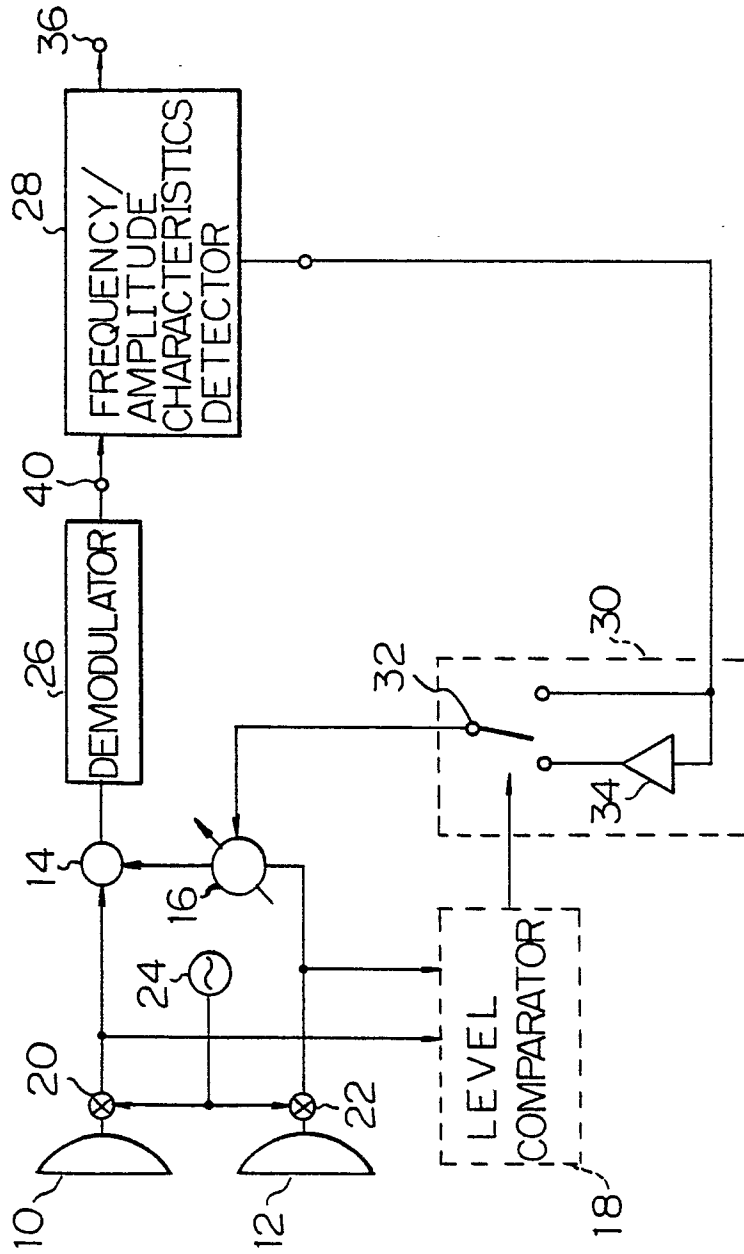 10
20
14
26
DEMODULATOR
40
28
FREQUENCY/
AMPLITUDE
CHARACTERISTICS
DETECTOR
36
24
16
12
22
32
30
34
LEVEL
COMPARATOR
18